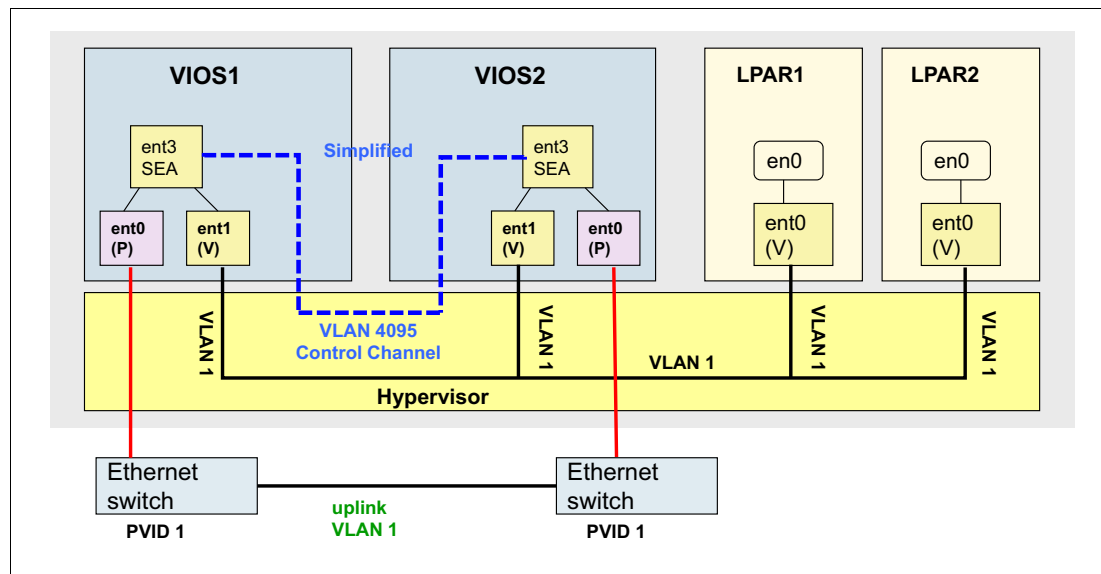 VIOS1
VIOS2
LPAR1
LPAR2
ent3
SEA
Simplified
ent3
SEA
en0
en0
ent0
(P)
ent1
(V)
ent1
(V)
ent0
(P)
ent0
(V)
ent0
(V)
VLAN 1
VLAN 4095
Control Channel
VLAN 1
VLAN 1
VLAN 1
VLAN 1
Hypervisor
Ethernet
switch
PVID 1
uplink
VLAN 1
Ethernet
switch
PVID 1